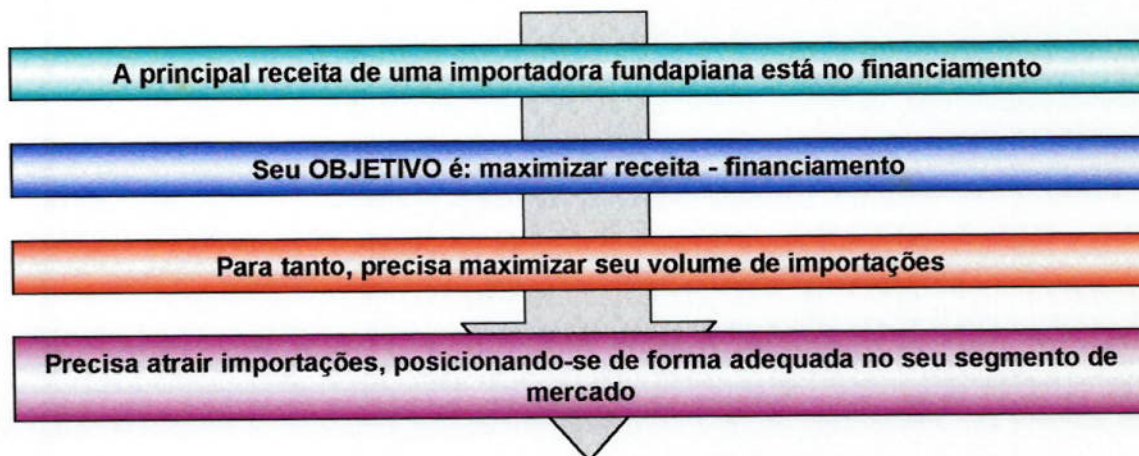 A principal receita de uma importadora fundapiana está no financiamento
Seu OBJETIVO é: maximizar receita - financiamento
Para tanto, precisa maximizar seu volume de importações
Precisa atrair importações, posicionando-se de forma adequada no seu segmento de
mercado